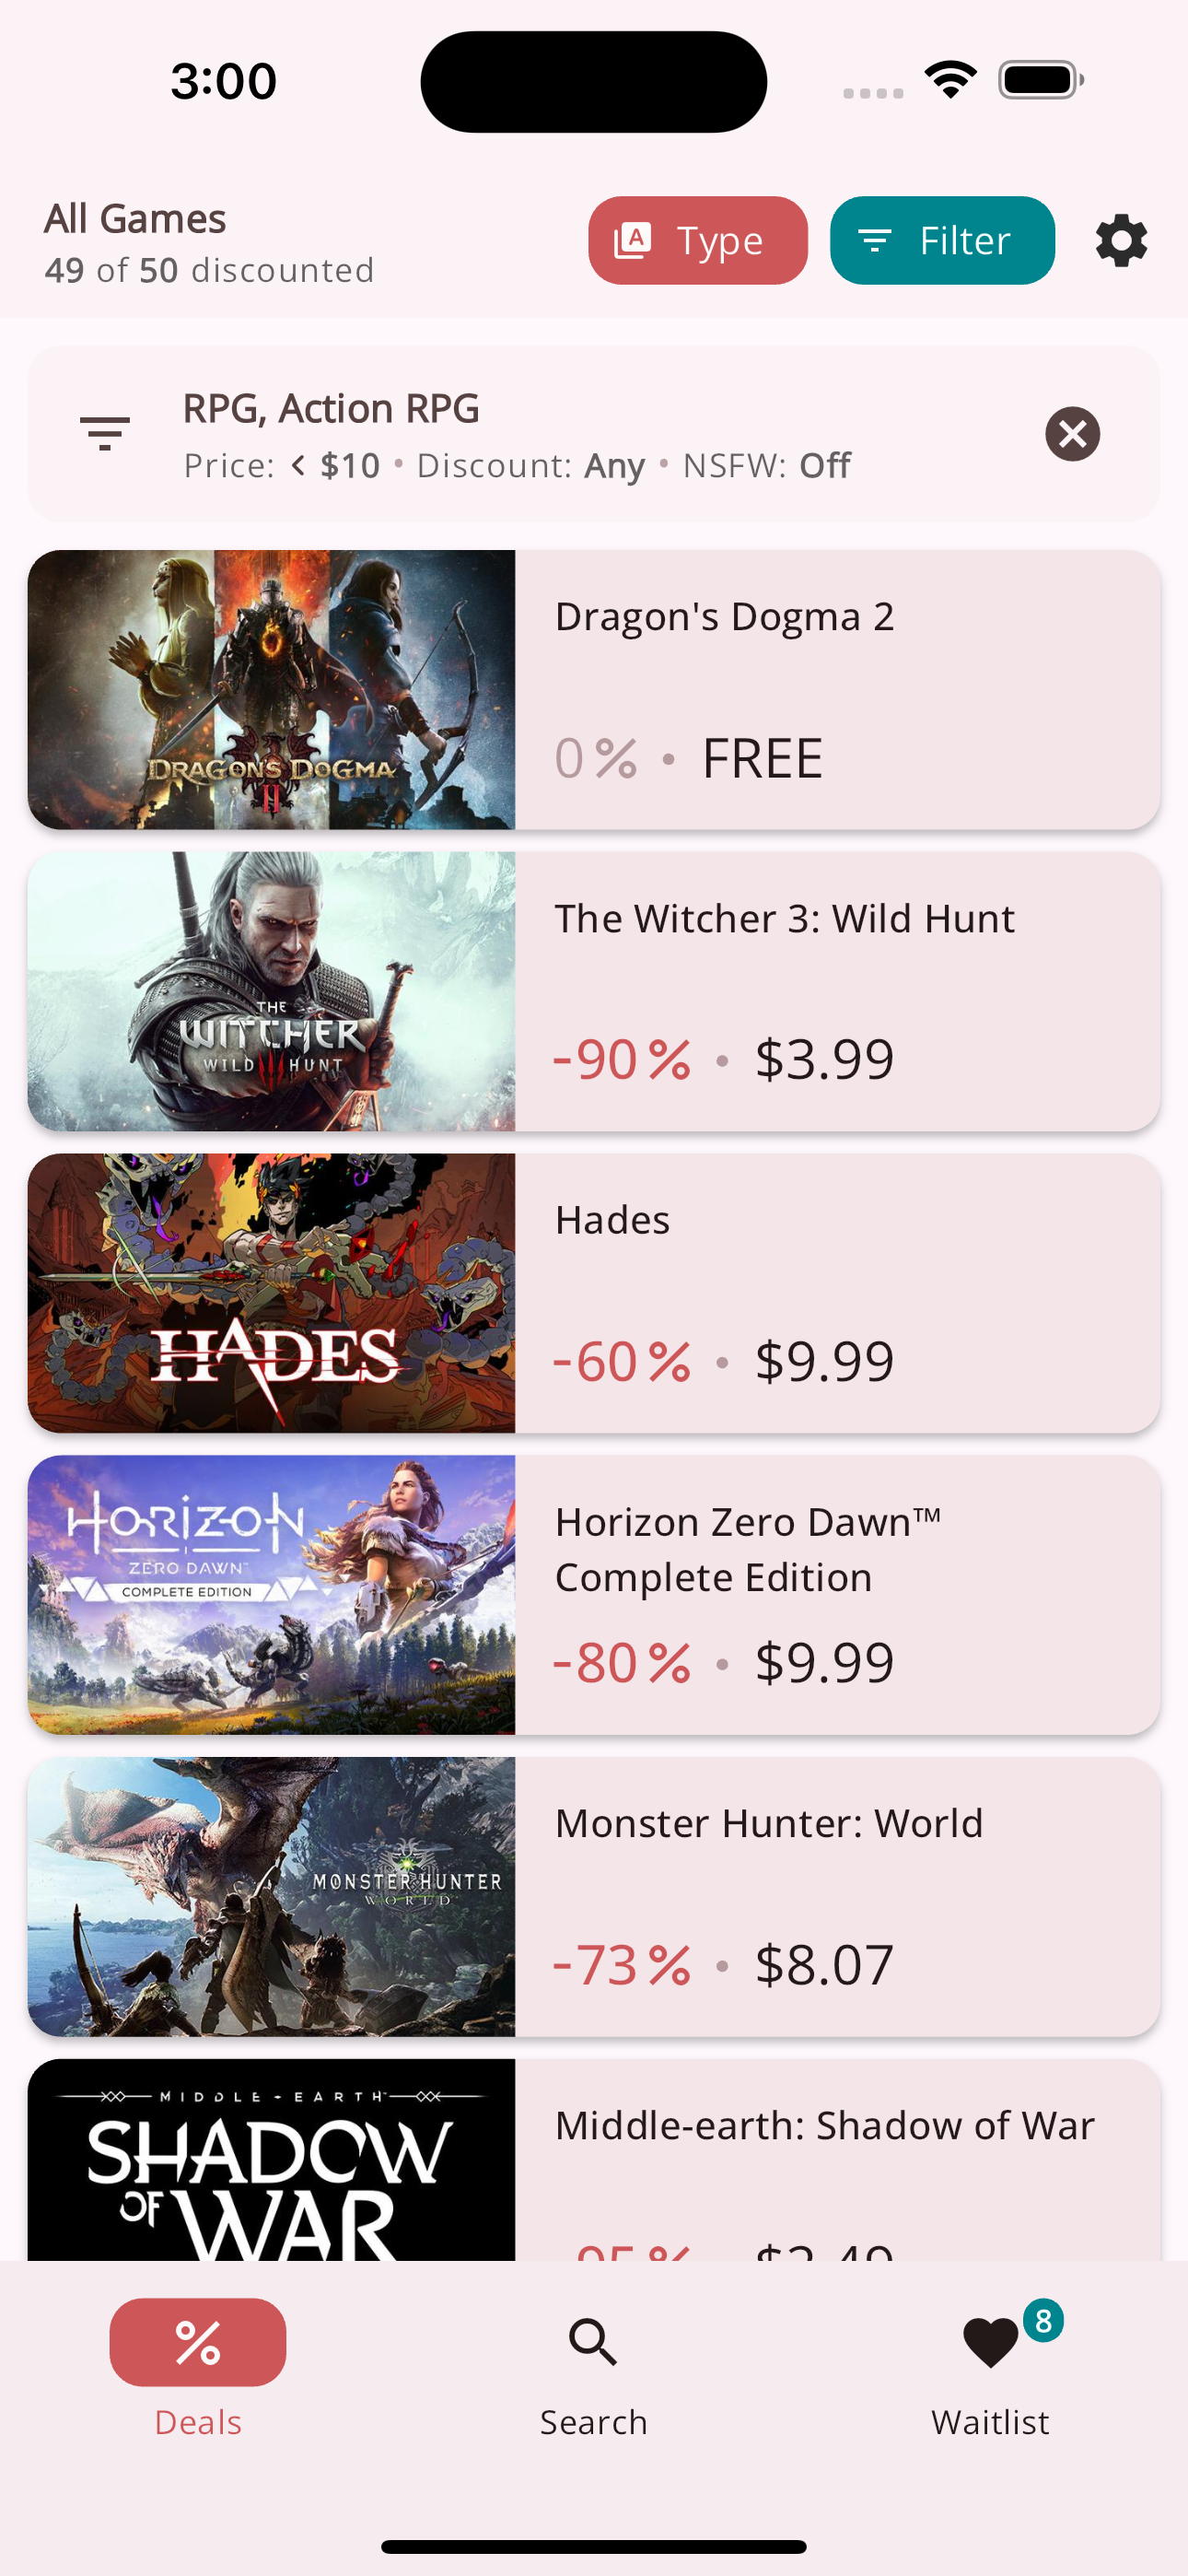 3:00
All Games
49 of 50 discounted
Type
Filter
RPG, Action RPG
Price: < $10 • Discount: Any • NSFW: Off
DRAGON'S DOGMA
II
Dragon's Dogma 2
0% • FREE
THE
WITCHER
WILD III HUNT
The Witcher 3: Wild Hunt
-90% • $3.99
HADES
Hades
-60% • $9.99
HORIZON
ZERO DAWN™
COMPLETE EDITION
Horizon Zero Dawn™
Complete Edition
-80% • $9.99
MONSTER HUNTER
WORLD
Monster Hunter: World
-73% • $8.07
MIDDLE-EARTH™
SHADOW
OF WAR
Middle-earth: Shadow of War
8
Deals
Search
Waitlist